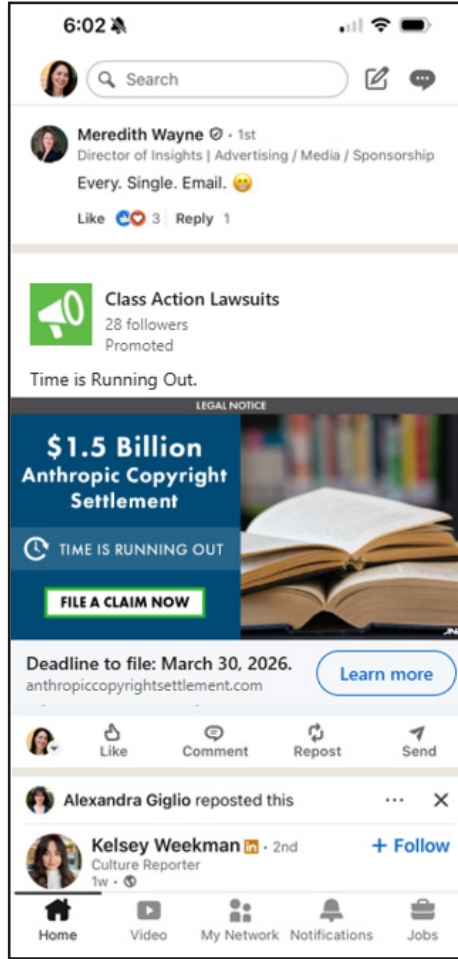 6:02
Search
Meredith Wayne · 1st
Director of Insights | Advertising / Media / Sponsorship
Every. Single. Email. 😁
Like 3 Reply 1
Class Action Lawsuits
28 followers
Promoted
Time is Running Out.
LEGAL NOTICE
$1.5 Billion
Anthropic Copyright
Settlement
TIME IS RUNNING OUT
FILE A CLAIM NOW
Deadline to file: March 30, 2026.
anthropiccopyrightsettlement.com
Learn more
Like Comment Repost Send
Alexandra Giglio reposted this
Kelsey Weekman in · 2nd
+ Follow
Culture Reporter
1w ·
Home Video My Network Notifications Jobs